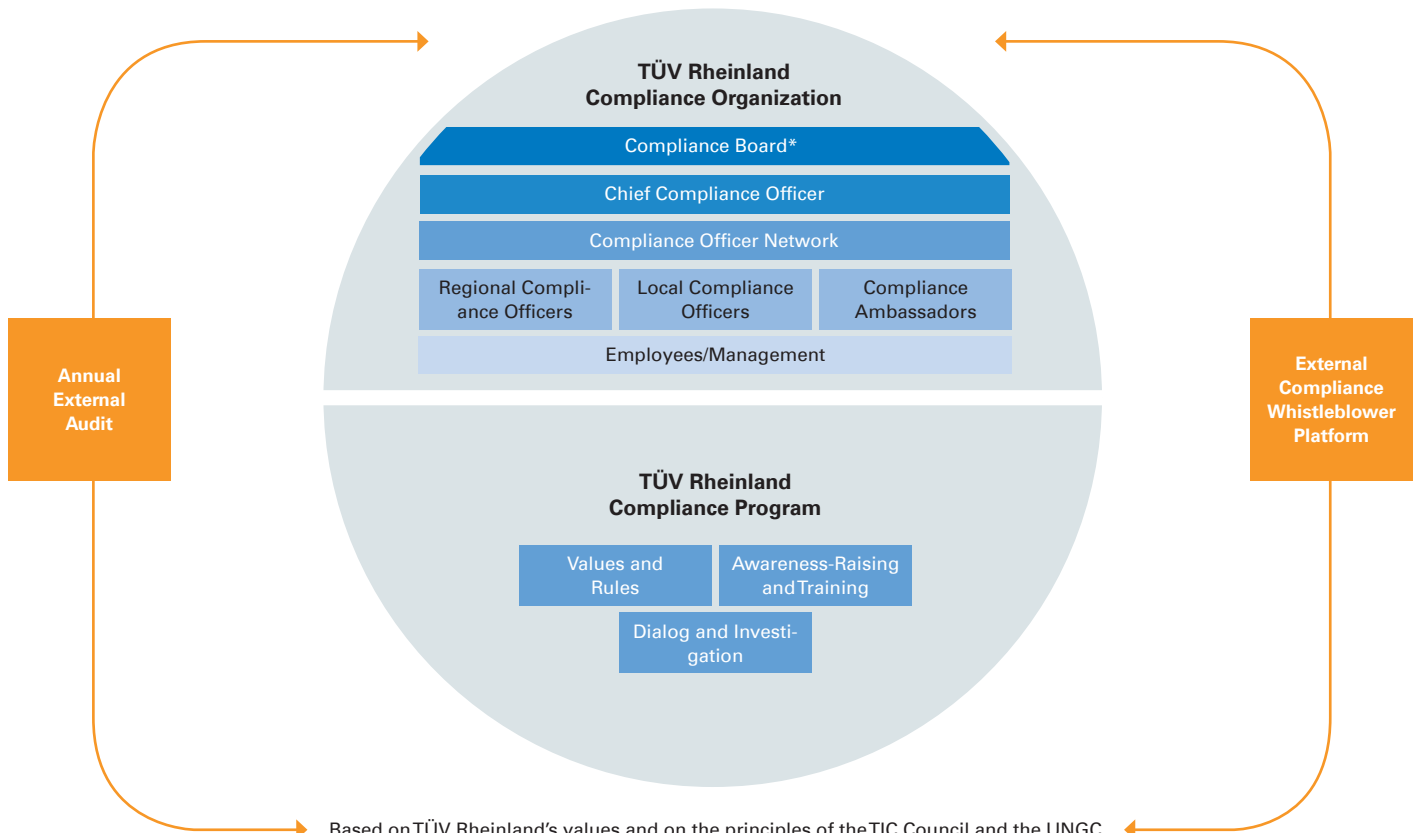 TÜV Rheinland
Compliance Organization
Compliance Board*
Chief Compliance Officer
Compliance Officer Network
Regional Compli-
ance Officers
Local Compliance
Officers
Compliance
Ambassadors
Employees/Management
Annual
External
Audit
External
Compliance
Whistleblower
Platform
TÜV Rheinland
Compliance Program
Values and
Rules
Awareness-Raising
and Training
Dialog and Investi-
gation
Based on TÜV Rheinland's values and on the principles of the TIC Council and the UNGC